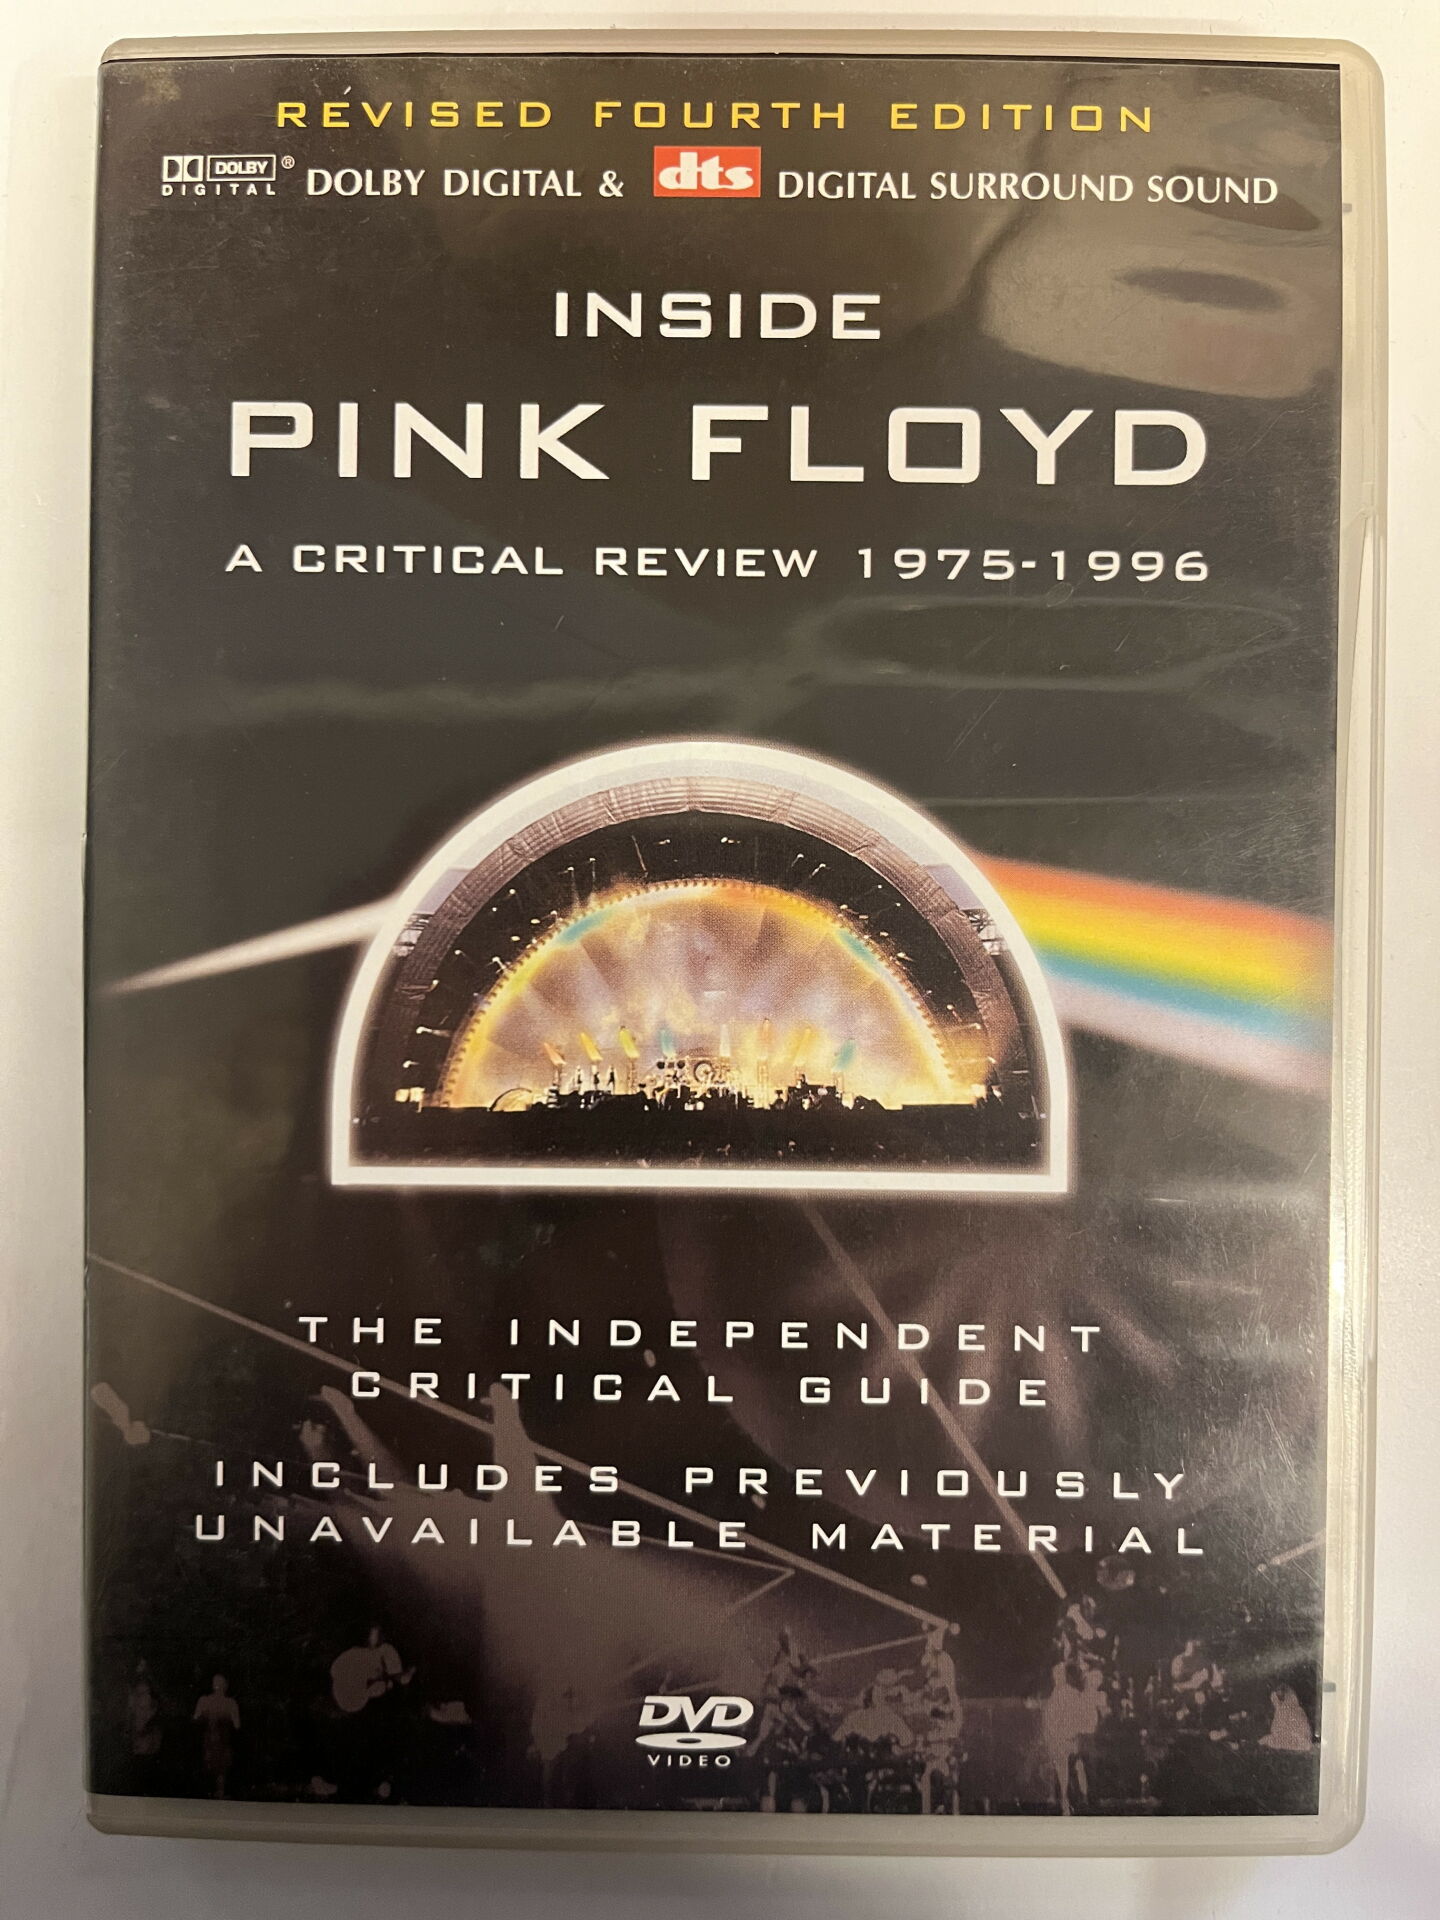 REVISED FOURTH EDITION
DOLBY DIGITAL ® DOLBY DIGITAL & dts DIGITAL SURROUND SOUND
INSIDE
PINK FLOYD
A CRITICAL REVIEW 1975-1996
THE INDEPENDENT
CRITICAL GUIDE
INCLUDES PREVIOUSLY
UNAVAILABLE MATERIAL
DVD
VIDEO